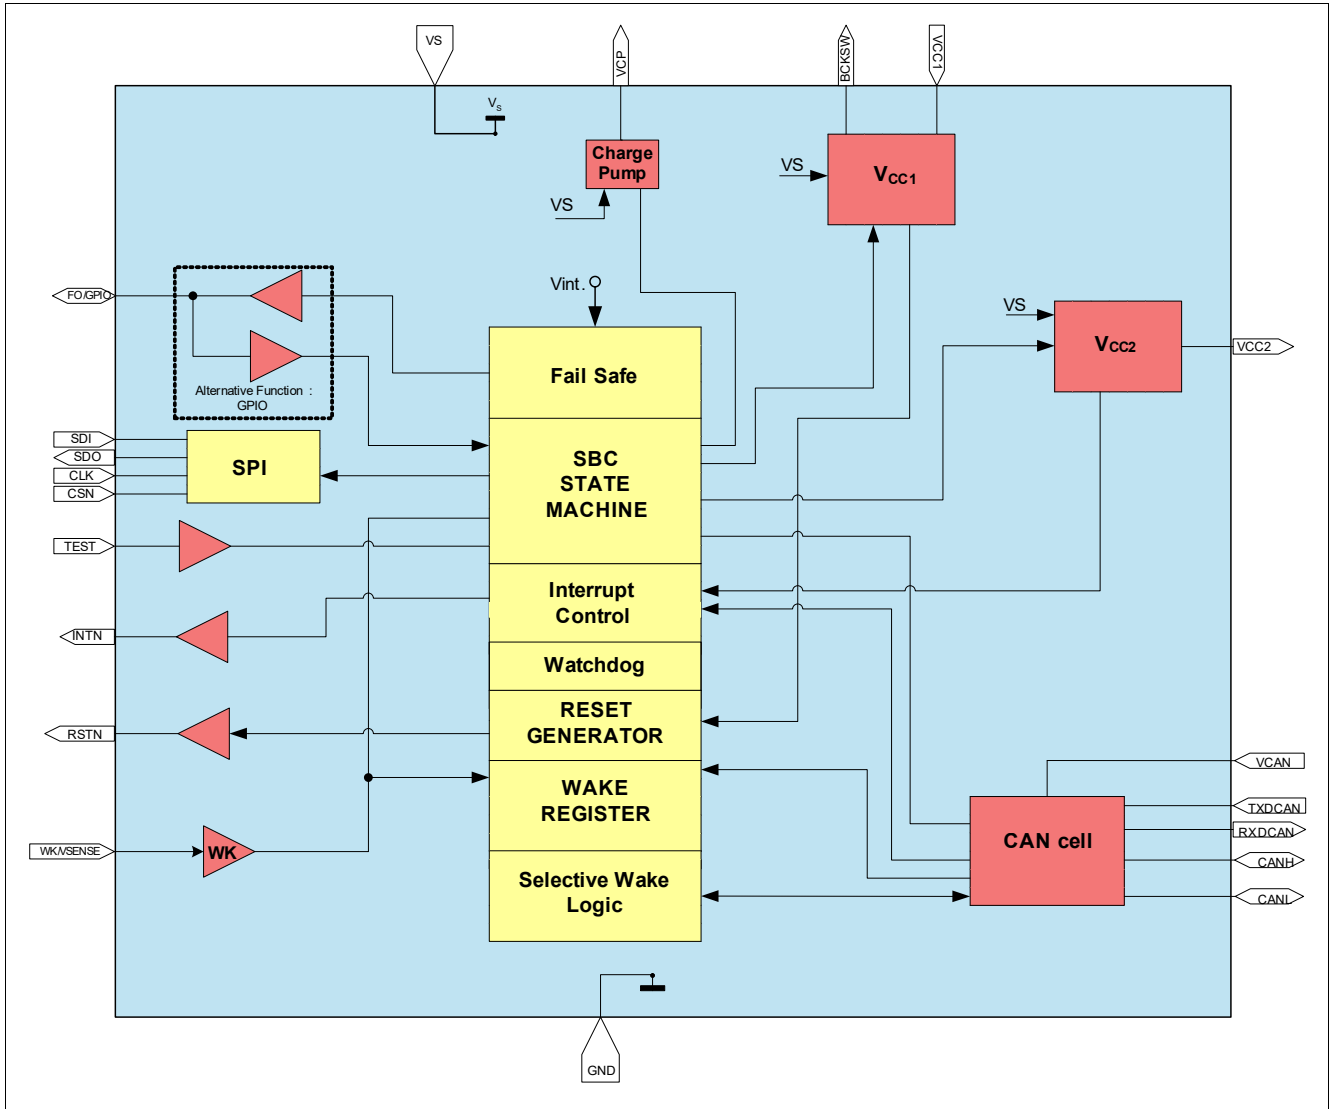 VS
VCP
BCKSW
VCC1
VS
Charge
Pump
VS
VS
VCC1
FO/GPIO
Alternative Function :
GPIO
Vint.
VS
VCC2
VCC2
Fail Safe
SDI
SDO
CLK
CSN
SPI
SBC
STATE
MACHINE
TEST
Interrupt
Control
INTN
Watchdog
RSTN
RESET
GENERATOR
WAKE
REGISTER
WK/VSENSE
WK
Selective Wake
Logic
CAN cell
VCAN
TXDCAN
RXDCAN
CANH
CANL
GND